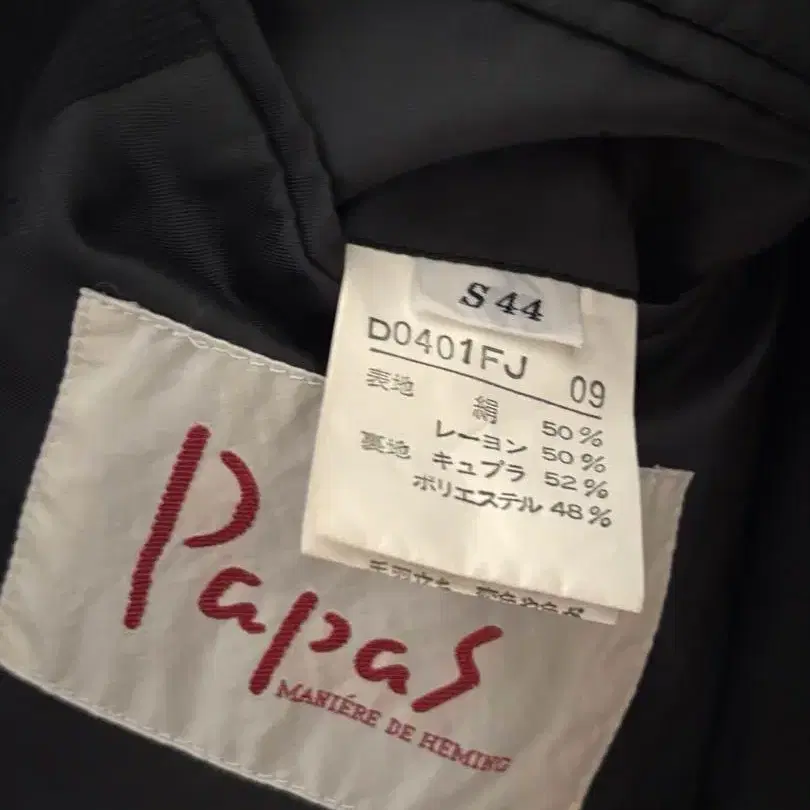 S 44
D0401FJ 09
表地 絹 50%
レーヨン 50%
裏地 キュプラ 52%
ポリエステル 48%
Papas
MANIÉRE DE HEMING